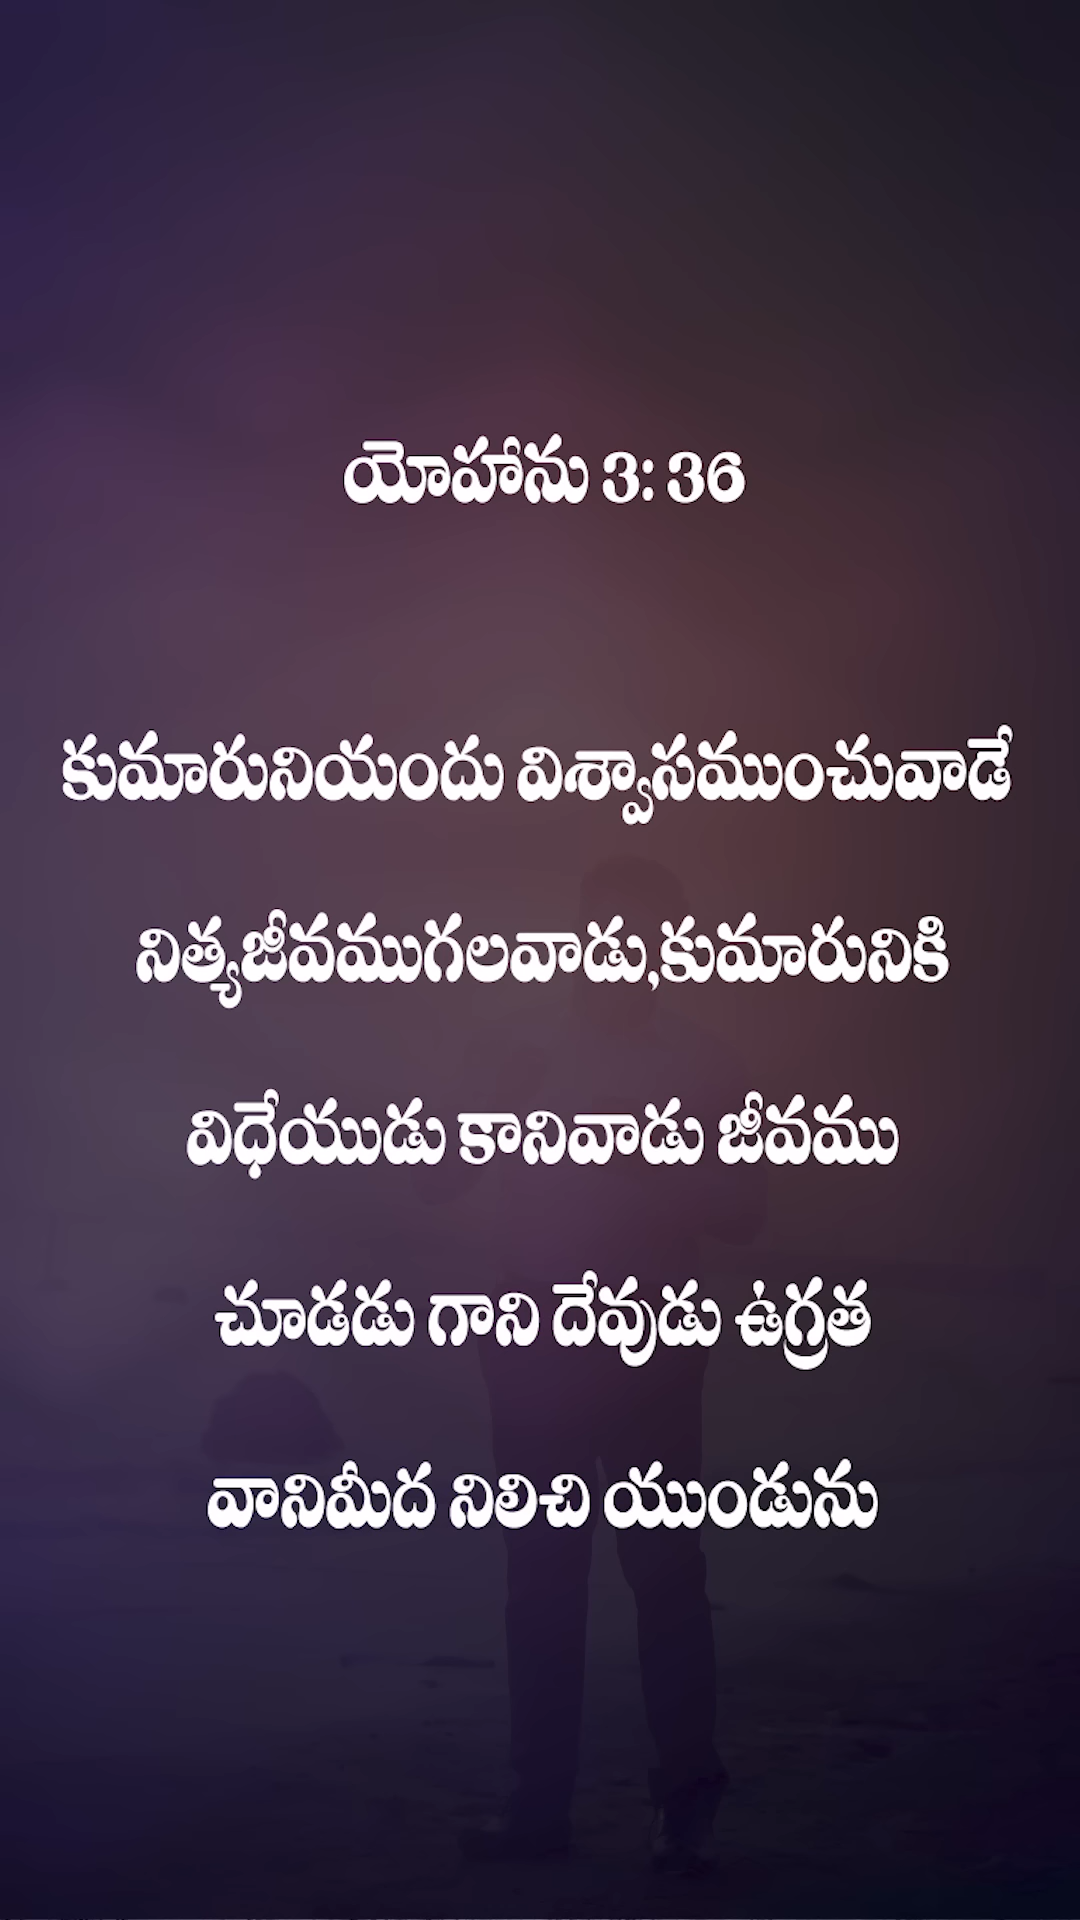 యోహాను 3: 36
కుమారునియందు విశ్వాసముంచువాడే
నిత్యజీవముగలవాడు,కుమారునికి
విధేయుడు కానివాడు జీవము
చూడడు గాని దేవుడు ఉగ్రత
వానిమీద నిలిచి యుండును